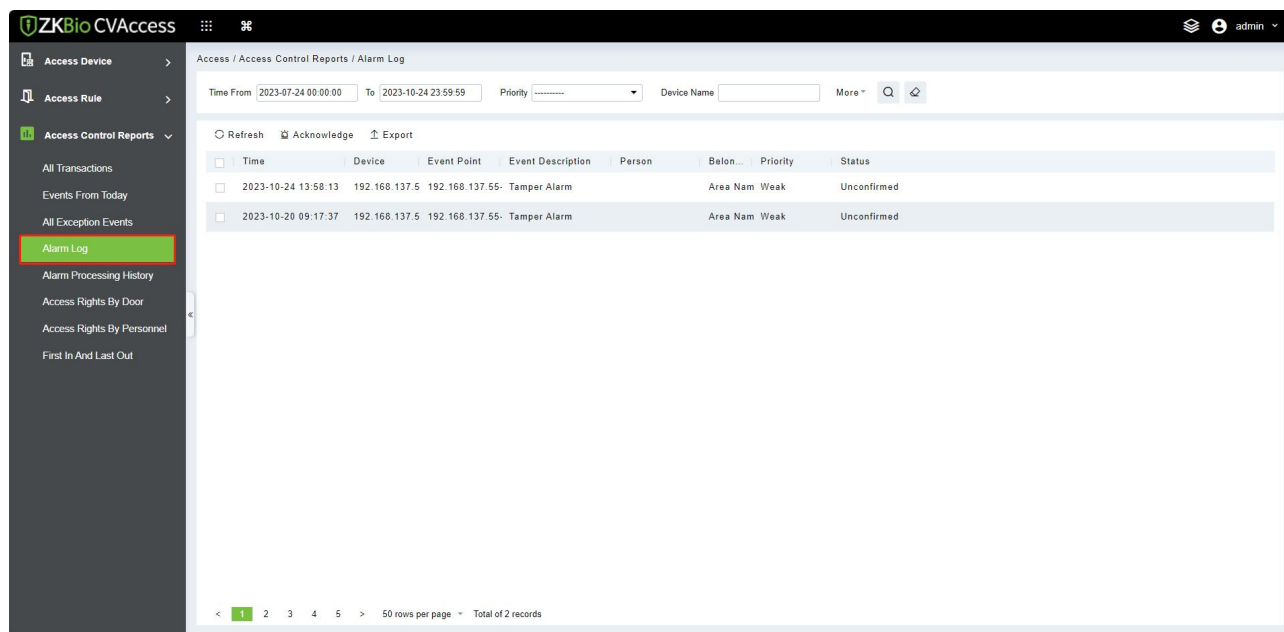 ZKBio CVAccess
admin
Access Device
Access Rule
Access Control Reports
All Transactions
Events From Today
All Exception Events
Alarm Log
Alarm Processing History
Access Rights By Door
Access Rights By Personnel
First In And Last Out
Access / Access Control Reports / Alarm Log
Time From 2023-07-24 00:00:00 To 2023-10-24 23:59:59 Priority ---------- Device Name More
Refresh Acknowledge Export
Time Device Event Point Event Description Person Belon... Priority Status
2023-10-24 13:58:13 192.168.137.5 192.168.137.55- Tamper Alarm Area Nam Weak Unconfirmed
2023-10-20 09:17:37 192.168.137.5 192.168.137.55- Tamper Alarm Area Nam Weak Unconfirmed
< 1 2 3 4 5 > 50 rows per page Total of 2 records